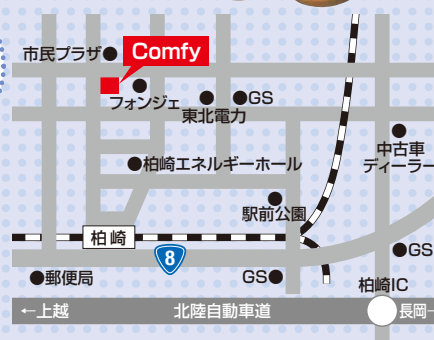 市民プラザ
Comfy
フォンジェ
東北電力
GS
中古車
ディーラー
柏崎エネルギーホール
駅前公園
柏崎
8
GS
郵便局
GS
柏崎IC
←上越
北陸自動車道
長岡